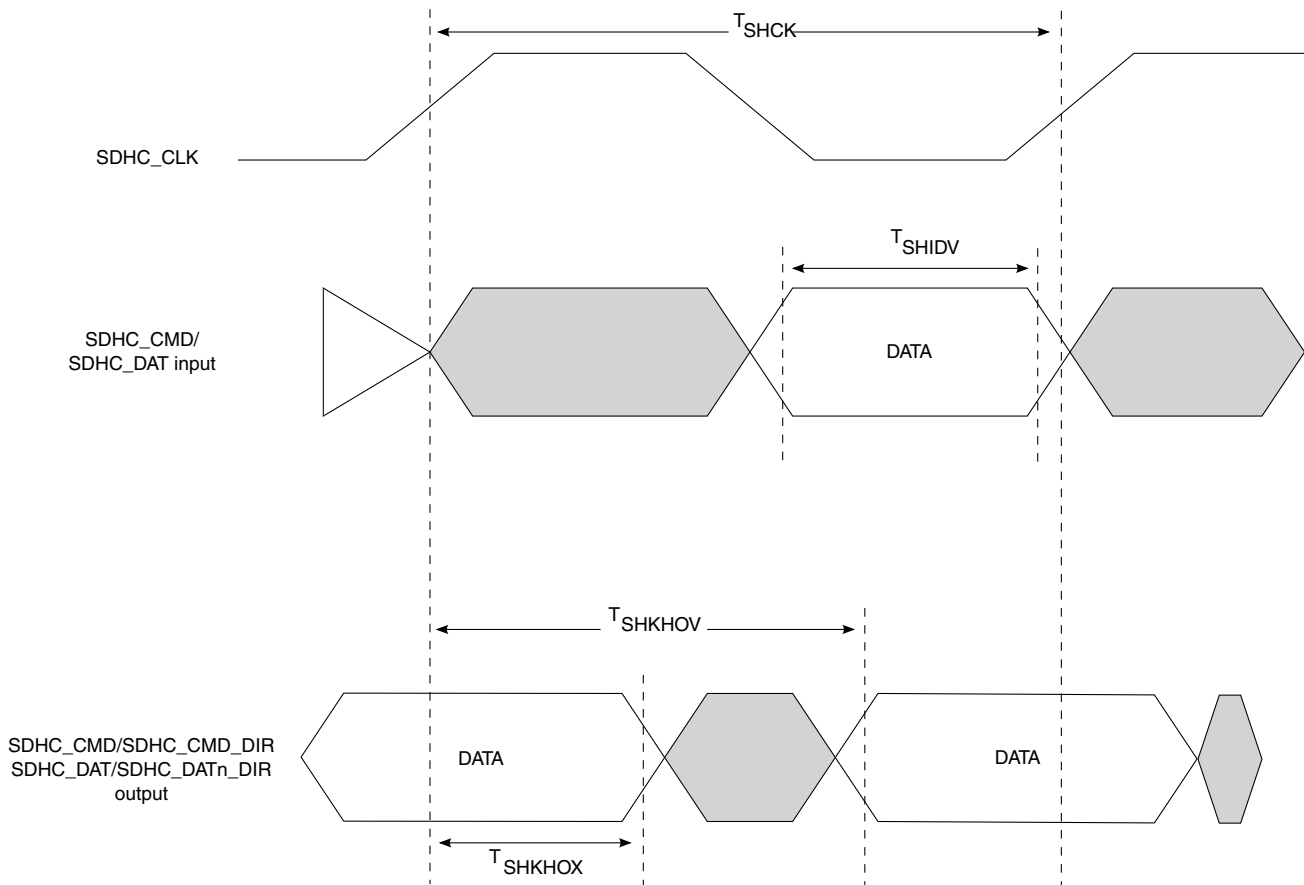 TSHCK
SDHC_CLK
TSHIDV
SDHC_CMD/
SDHC_DAT input
DATA
TSHKHOV
SDHC_CMD/SDHC_CMD_DIR
SDHC_DAT/SDHC_DATn_DIR
output
DATA
DATA
TSHKHOX